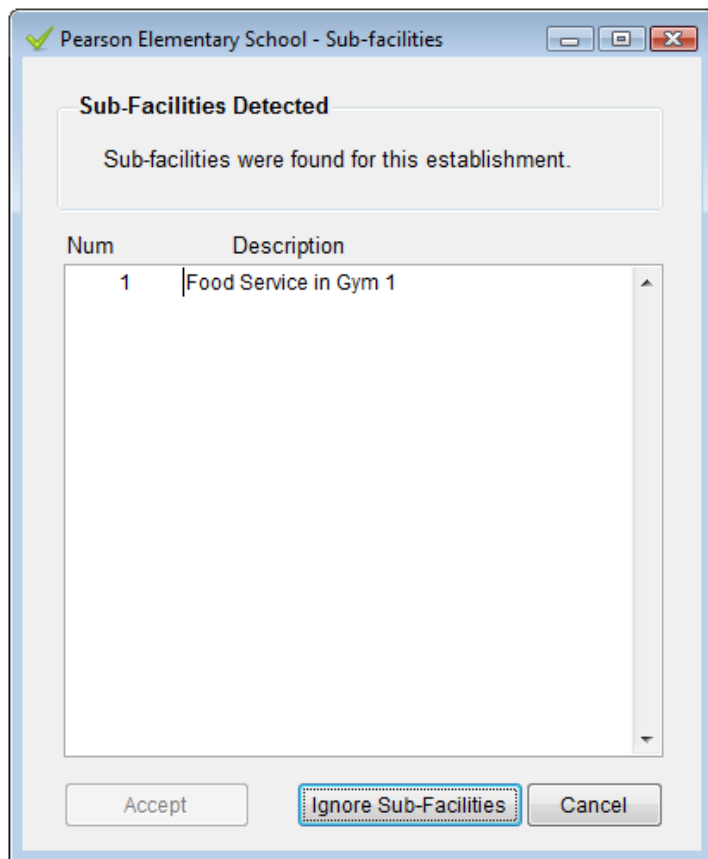 Pearson Elementary School - Sub-facilities
Sub-Facilities Detected
Sub-facilities were found for this establishment.
Num Description
1 Food Service in Gym 1
Accept Ignore Sub-Facilities Cancel